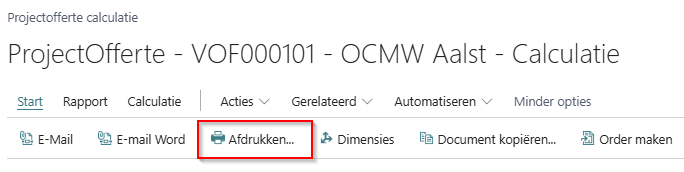 Projectofferte calculatie
ProjectOfferte - VOF000101 - OCMW Aalst - Calculatie
Start Rapport Calculatie Acties Gerelateerd Automatiseren Minder opties
E-Mail E-mail Word Afdrukken... Dimensies Document kopiëren... Order maken